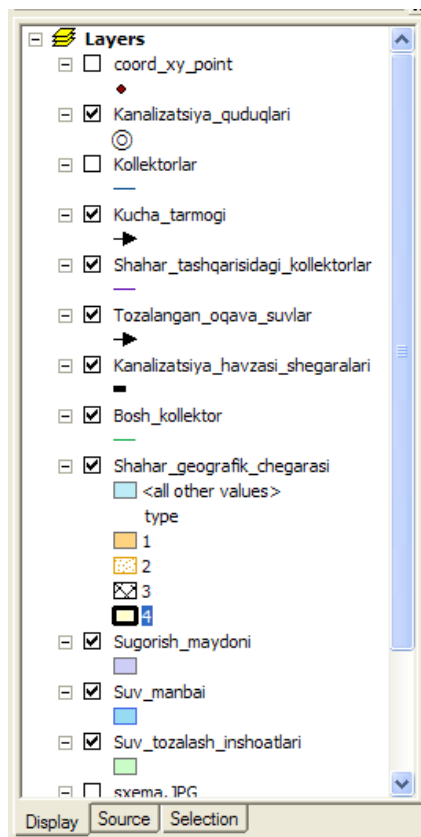 Layers
coord_xy_point
Kanalizatsiya_quduqlari
Kollektorlar
Kucha_tarmogi
Shahar_tashqarisidagi_kollektorlar
Tozalangan_oqava_suvlar
Kanalizatsiya_havzasi_shegaralari
Bosh_kollektor
Shahar_geografik_chegarasi
<all other values>
type
1
2
3
4
Sugorish_maydoni
Suv_manbai
Suv_tozalash_inshoatlari
sxema.JPG
Display Source Selection